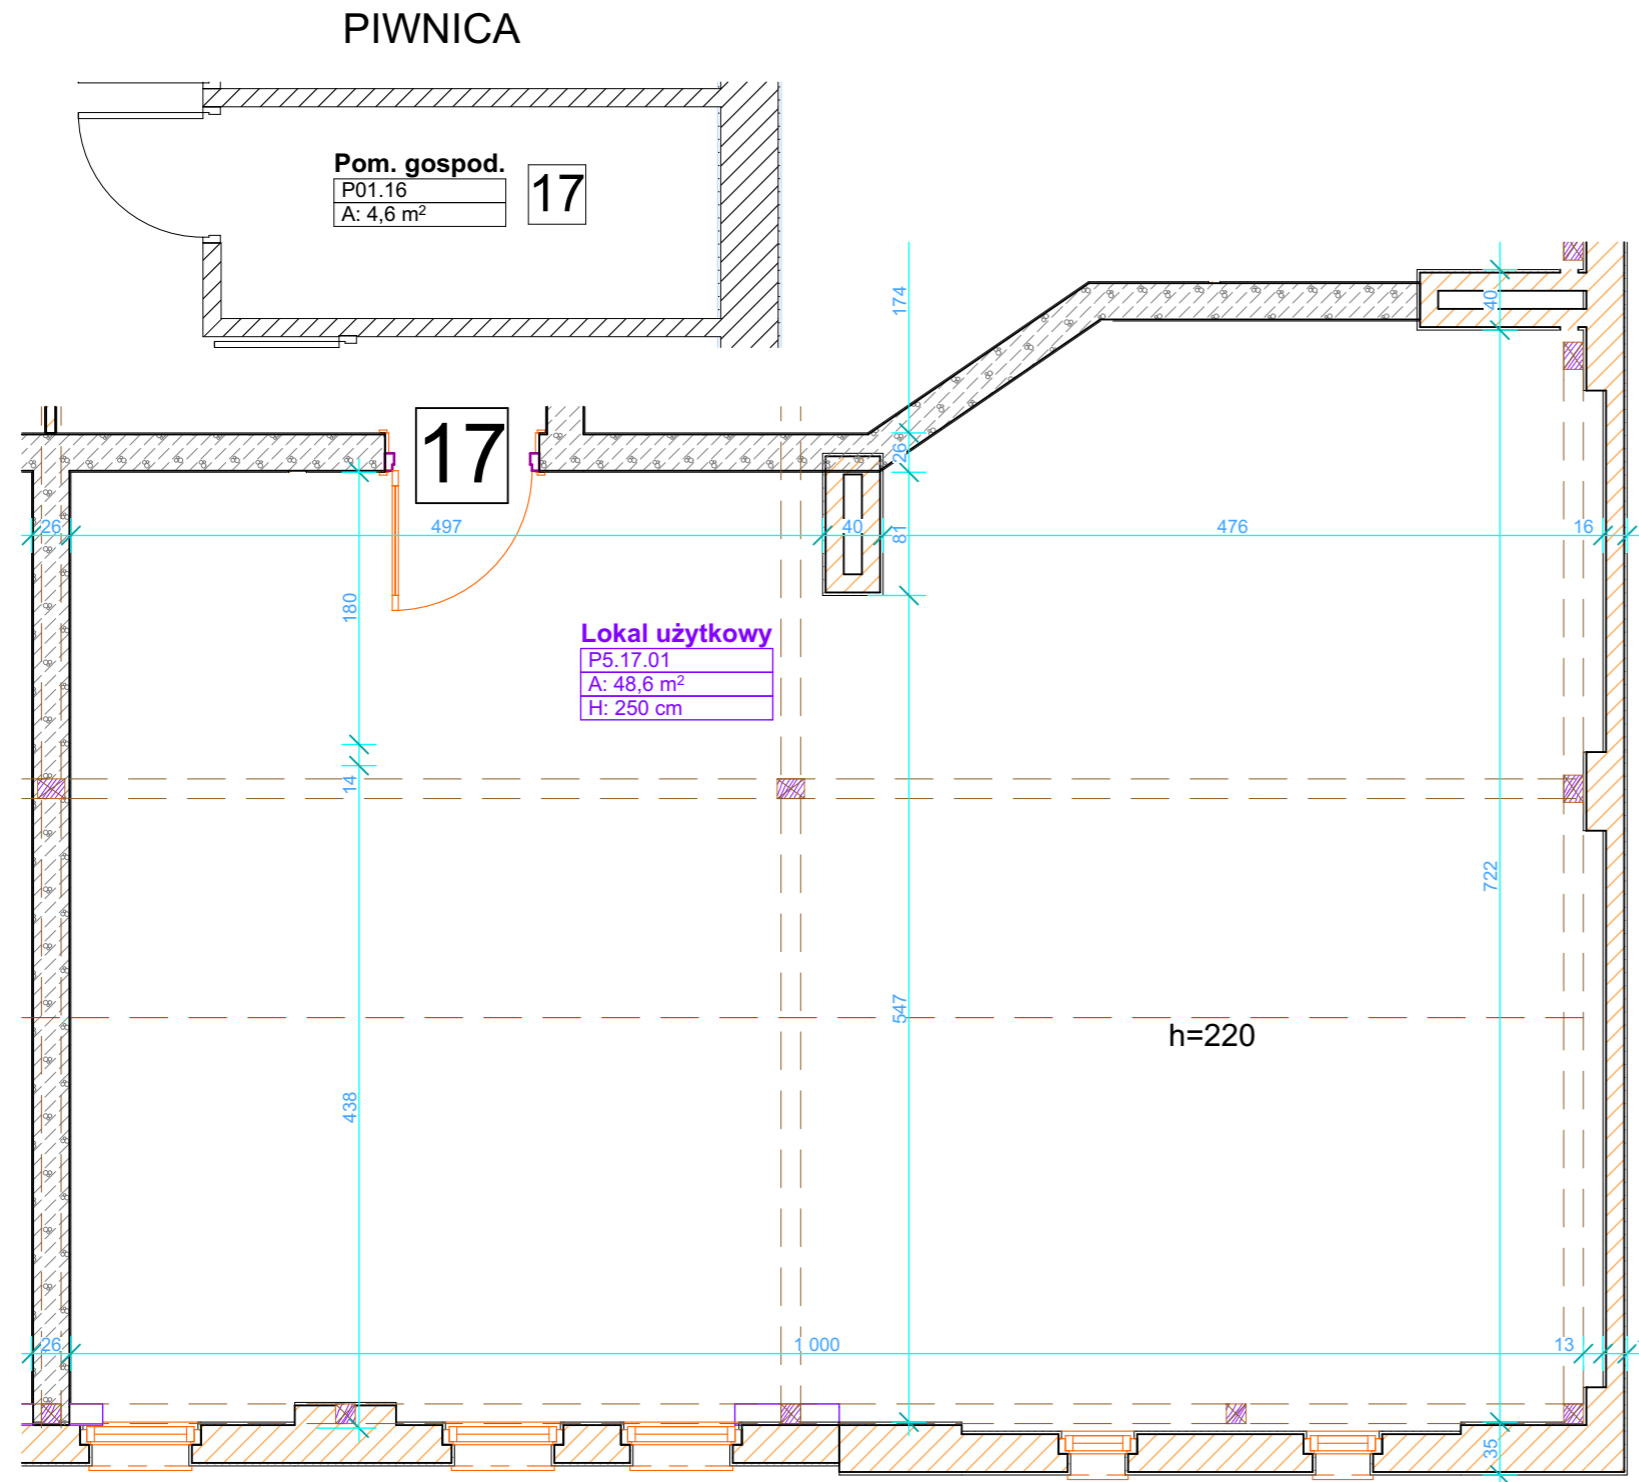 PIWNICA
Pom. gospod.
P01.16
A: 4,6 m²
17
174
40
17
26
26
497
40
81
476
16
180
Lokal użytkowy
P5.17.01
A: 48,6 m²
H: 250 cm
14
722
547
h=220
438
26
1 000
13
35